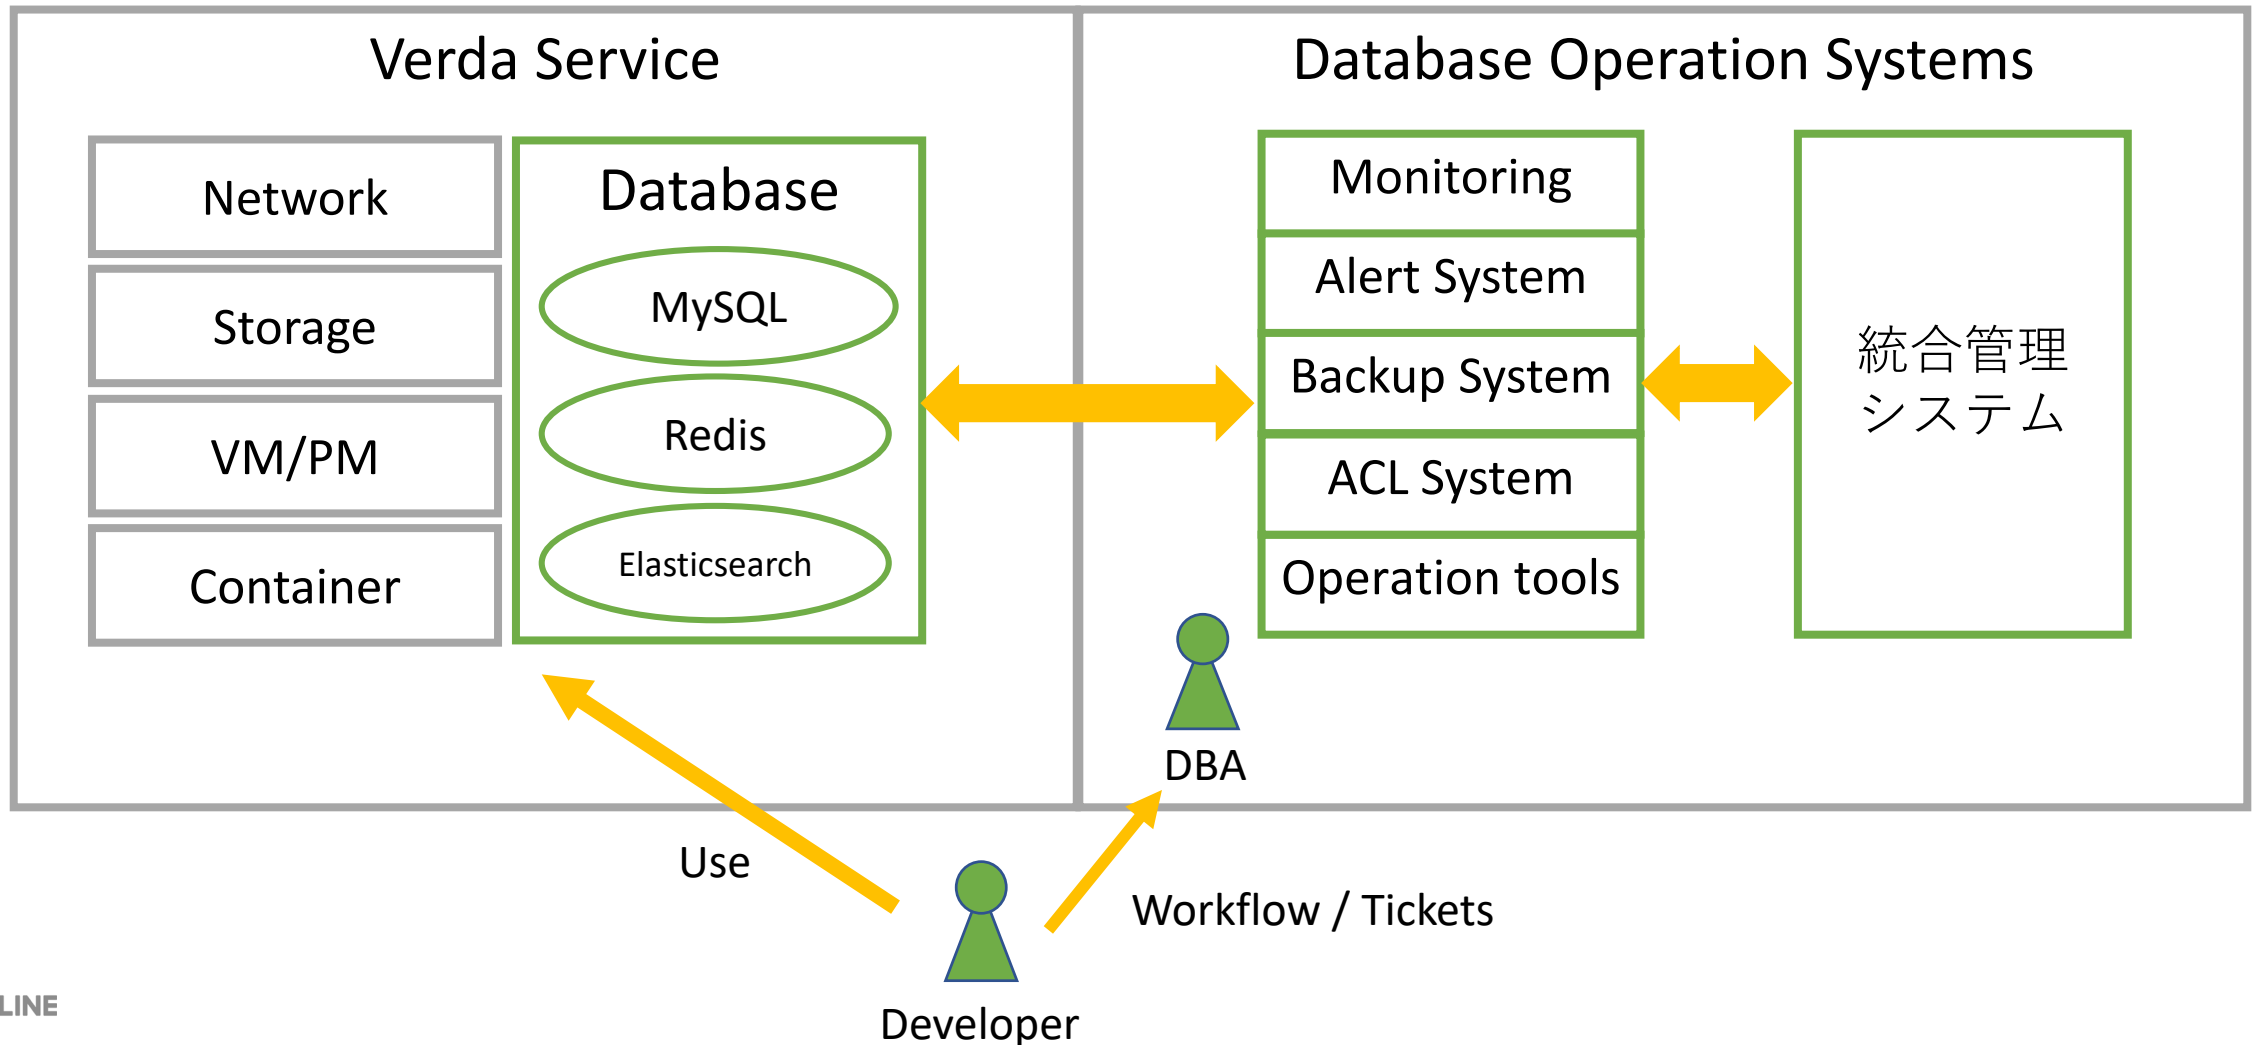 Verda Service
Network
Storage
VM/PM
Container
Database
MySQL
Redis
Elasticsearch
Database Operation Systems
Monitoring
Alert System
Backup System
ACL System
Operation tools
統合管理
システム
DBA
Use
Workflow / Tickets
Developer
LINE